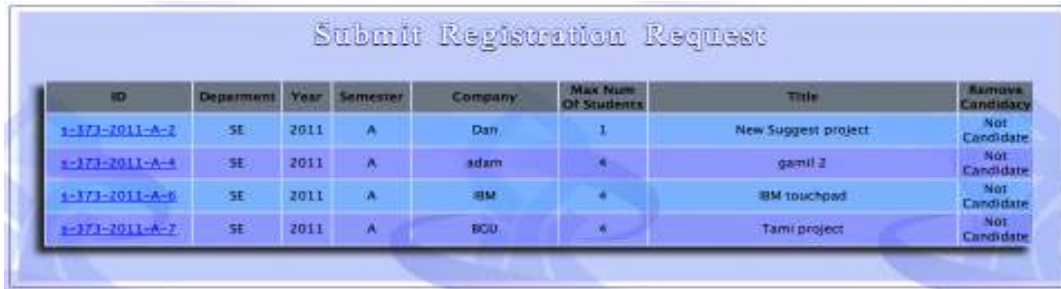 Submit Registration Request
ID Deparment Year Semester Company Max Num Of Students Title Remove Candidacy
s-373-2011-A-2 SE 2011 A Dan 1 New Suggest project Not Candidate
s-373-2011-A-4 SE 2011 A adam gamil 2 Not Candidate
s-373-2011-A-6 SE 2011 A IBM IBM touchpad Not Candidate
s-373-2011-A-7 SE 2011 A BGU Tami project Not Candidate